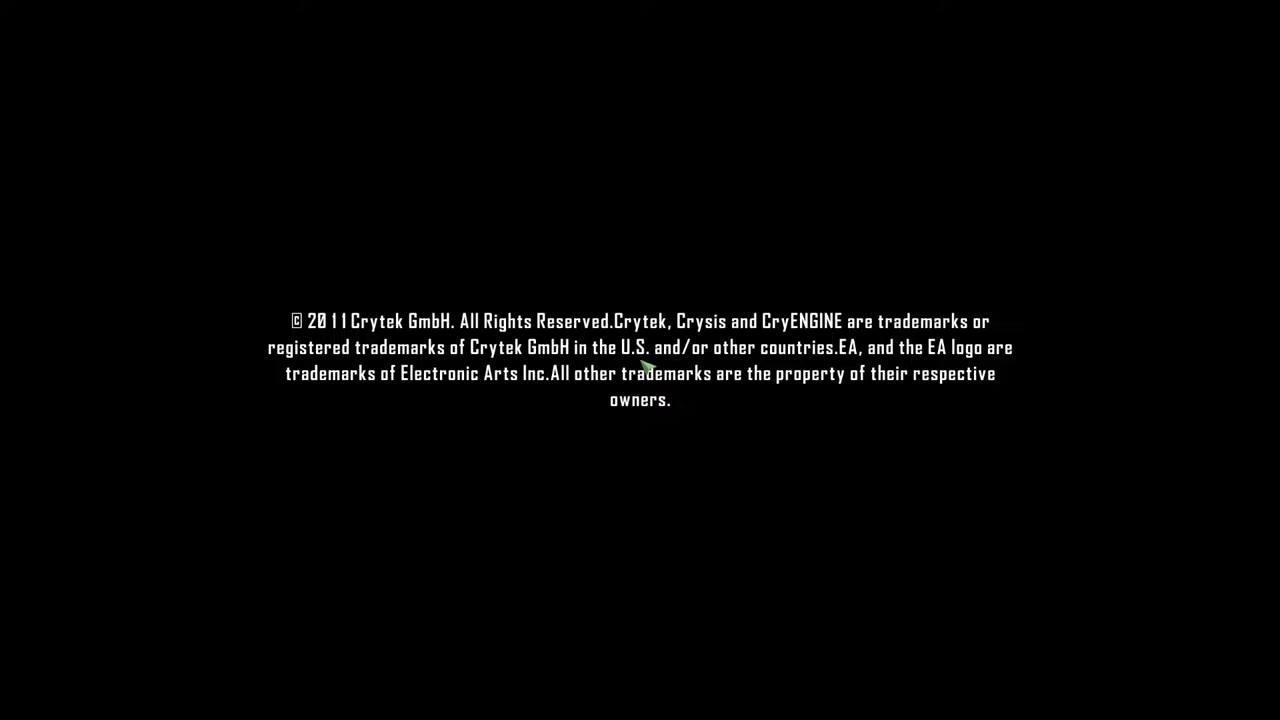 © 2011 Crytek GmbH. All Rights Reserved.Crytek, Crysis and CryENGINE are trademarks or
registered trademarks of Crytek GmbH in the U.S. and/or other countries.EA, and the EA logo are
trademarks of Electronic Arts Inc.All other trademarks are the property of their respective
owners.